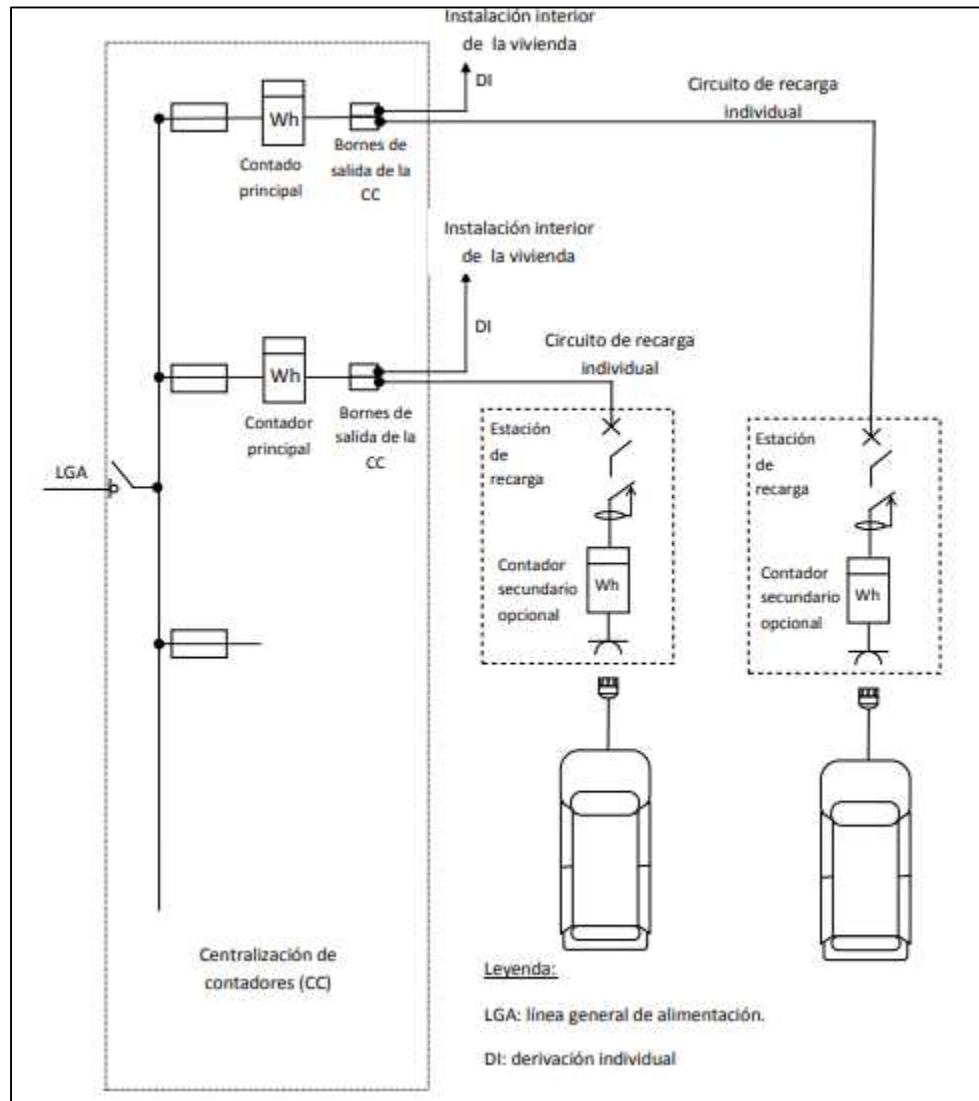 Instalación interior
de la vivienda
DI
Circuito de recarga
individual
Wh
Contado
principal
Bornes de
salida de la
CC
Instalación interior
de la vivienda
DI
Circuito de recarga
individual
Wh
Contador
principal
Bornes de
salida de la
CC
LGA
Estación
de
recarga
Contador
secundario
opcional
Wh
Estación
de
recarga
Contador
secundario
opcional
Wh
Centralización de
contadores (CC)
Leyenda:
LGA: línea general de alimentación.
DI: derivación individual